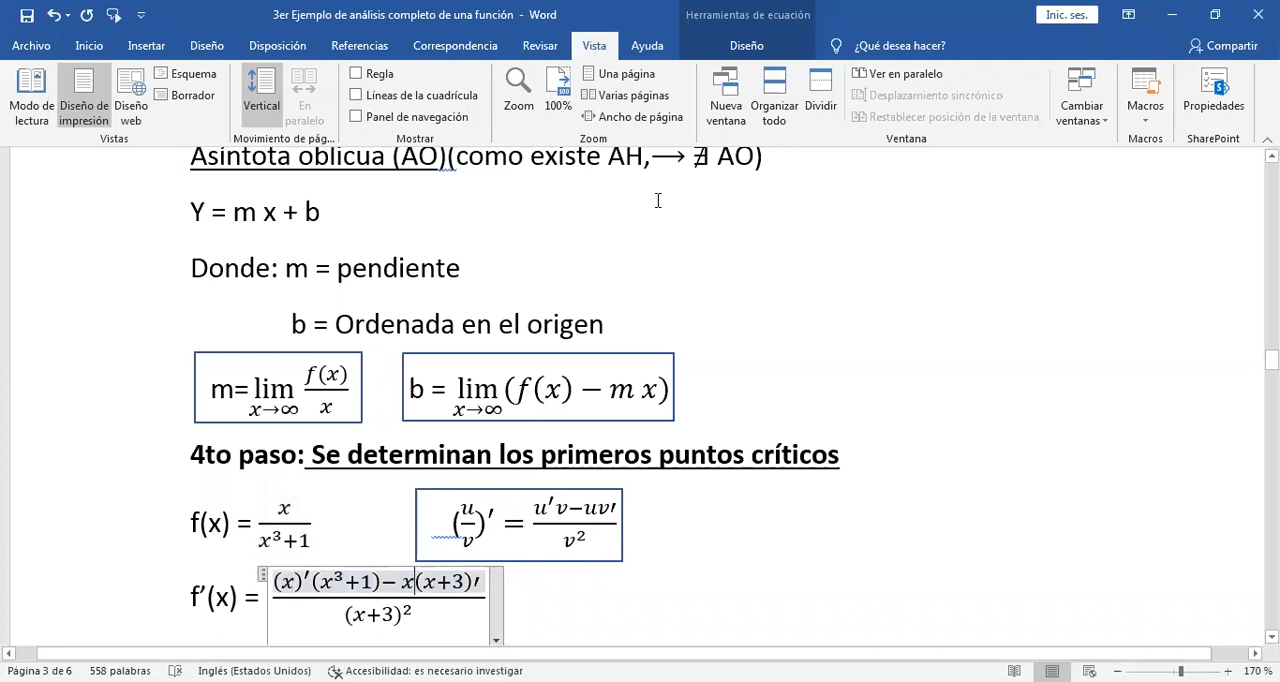 3er Ejemplo de análisis completo de una función - Word
Herramientas de ecuación
Inic. ses.
Archivo Inicio Insertar Diseño Disposición Referencias Correspondencia Revisar Vista Ayuda Diseño ¿Qué desea hacer? Compartir
Modo de lectura
Diseño de impresión
Diseño web
Esquema
Borrador
Vistas
Vertical
En paralelo
Movimiento de pág...
Regla
Líneas de la cuadrícula
Panel de navegación
Mostrar
Zoom
100%
Una página
Varias páginas
Ancho de página
Zoom
Nueva ventana
Organizar todo
Dividir
Ver en paralelo
Desplazamiento sincrónico
Restablecer posición de la ventana
Ventana
Cambiar ventanas
Macros
Macros
Propiedades
SharePoint
Asíntota oblicua (AO)(como existe AH,⟶ ∄ AO)
Y = m x + b
Donde: m = pendiente
b = Ordenada en el origen
m= lim x→∞ f(x)/x
b = lim x→∞ (f(x) − m x)
4to paso: Se determinan los primeros puntos críticos
f(x) = x/(x³+1)
(u/v)′ = (u′v−uv′)/v²
f’(x) = ((x)′(x³+1)− x(x+3)′)/(x+3)²
Página 3 de 6 558 palabras Inglés (Estados Unidos) Accesibilidad: es necesario investigar 170 %